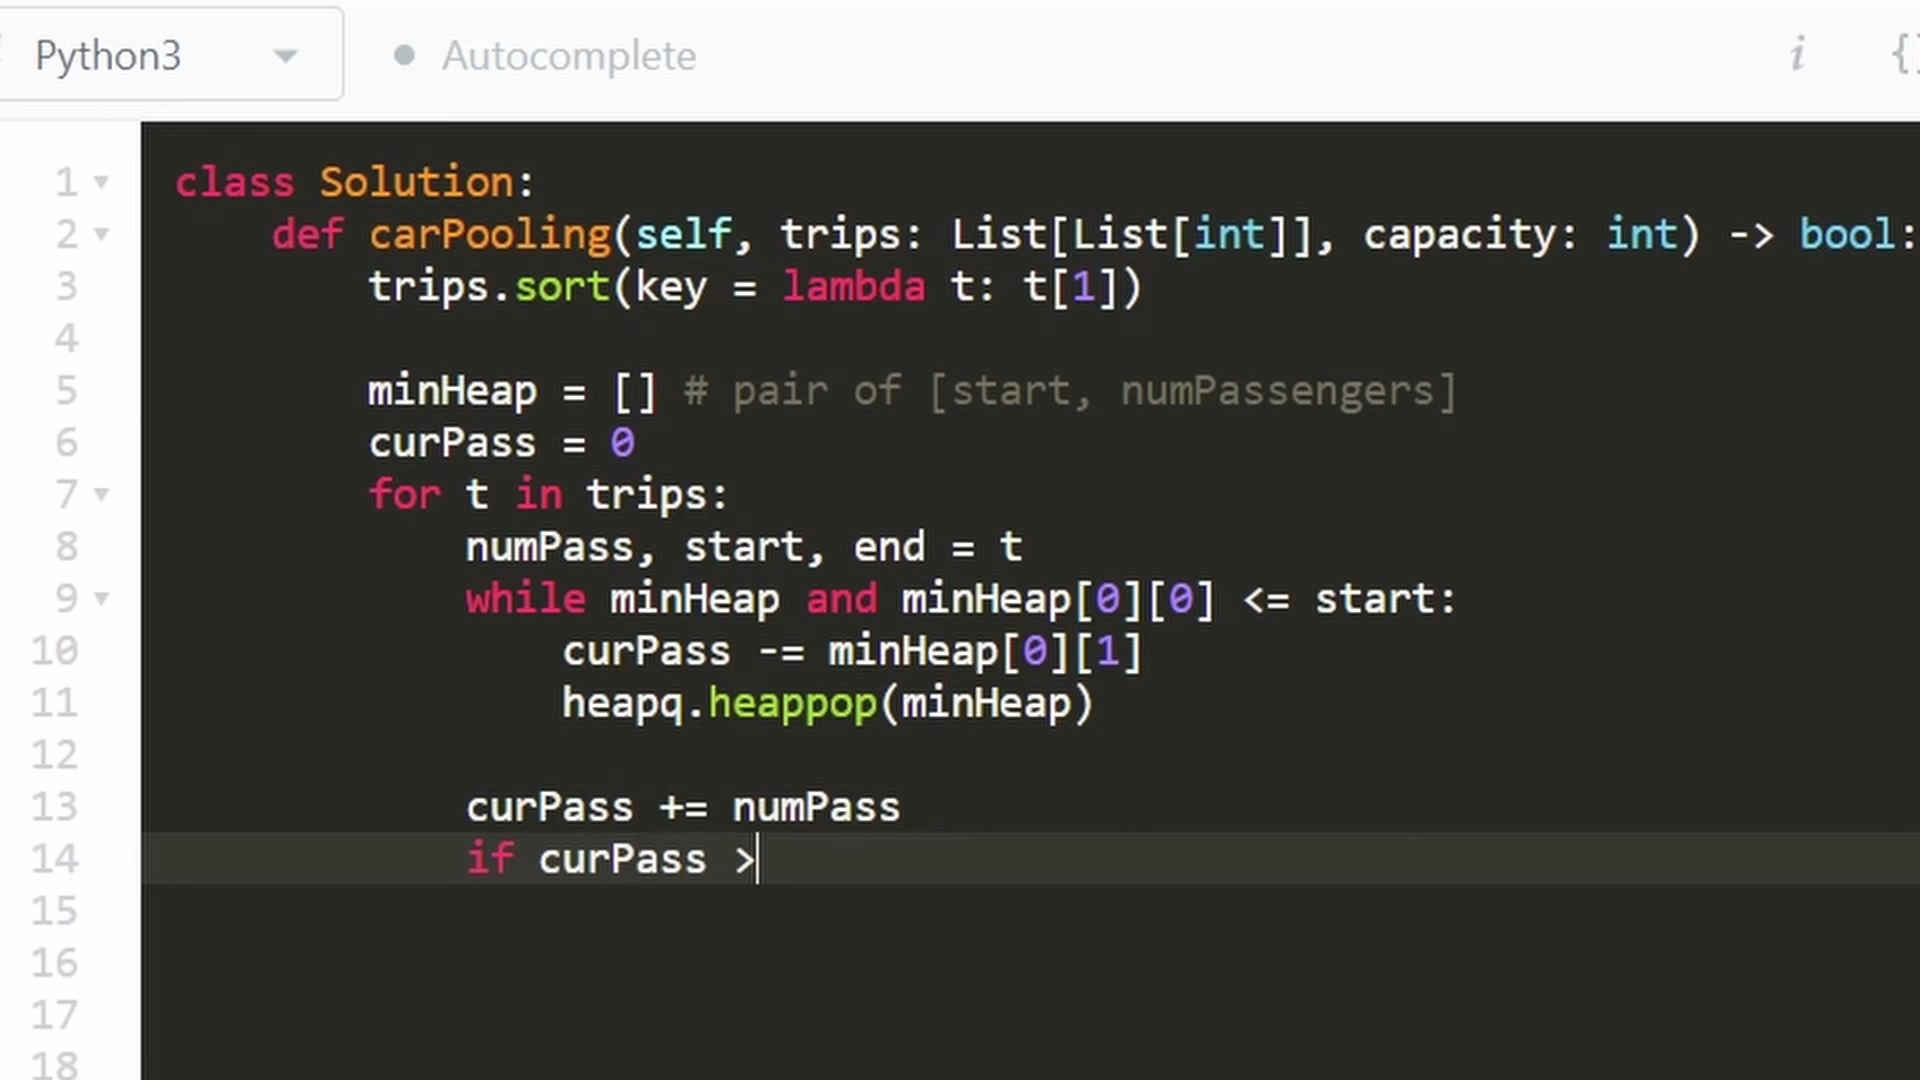 Python3 Autocomplete i {}
1 class Solution:
2 def carPooling(self, trips: List[List[int]], capacity: int) -> bool:
3 trips.sort(key = lambda t: t[1])
4
5 minHeap = [] # pair of [start, numPassengers]
6 curPass = 0
7 for t in trips:
8 numPass, start, end = t
9 while minHeap and minHeap[0][0] <= start:
10 curPass -= minHeap[0][1]
11 heapq.heappop(minHeap)
12
13 curPass += numPass
14 if curPass >
15
16
17
18